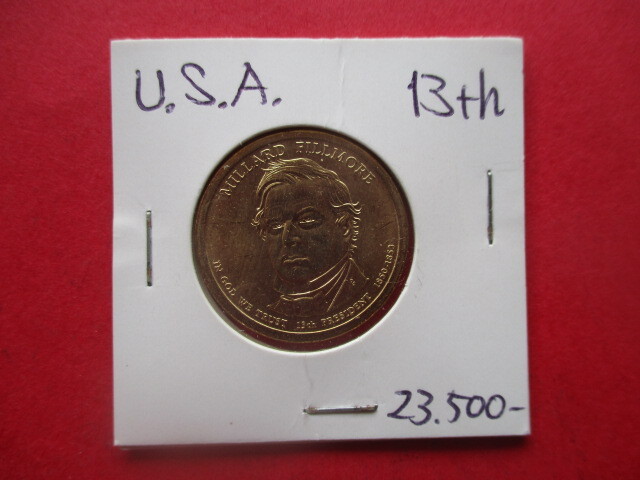 U.S.A.
13th
MILLARD FILLMORE
IN GOD WE TRUST 13th PRESIDENT 1850-1853
23.500-